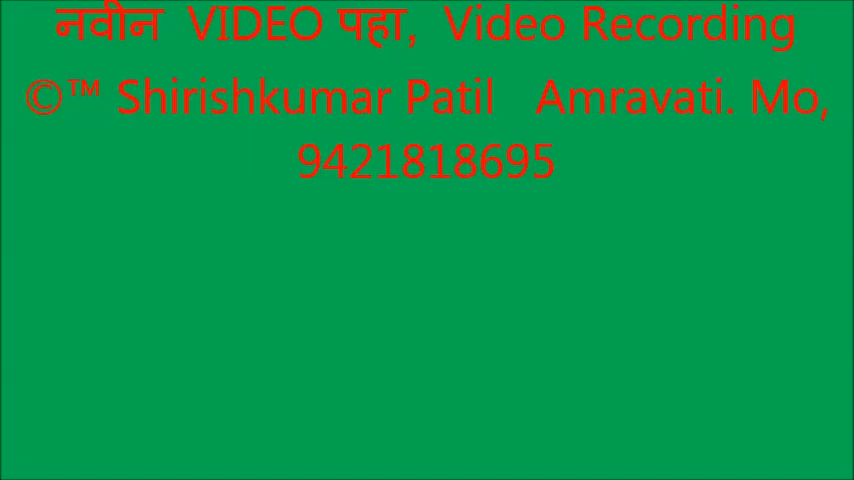 नवीन VIDEO पहा, Video Recording
©™ Shirishkumar Patil Amravati. Mo,
9421818695